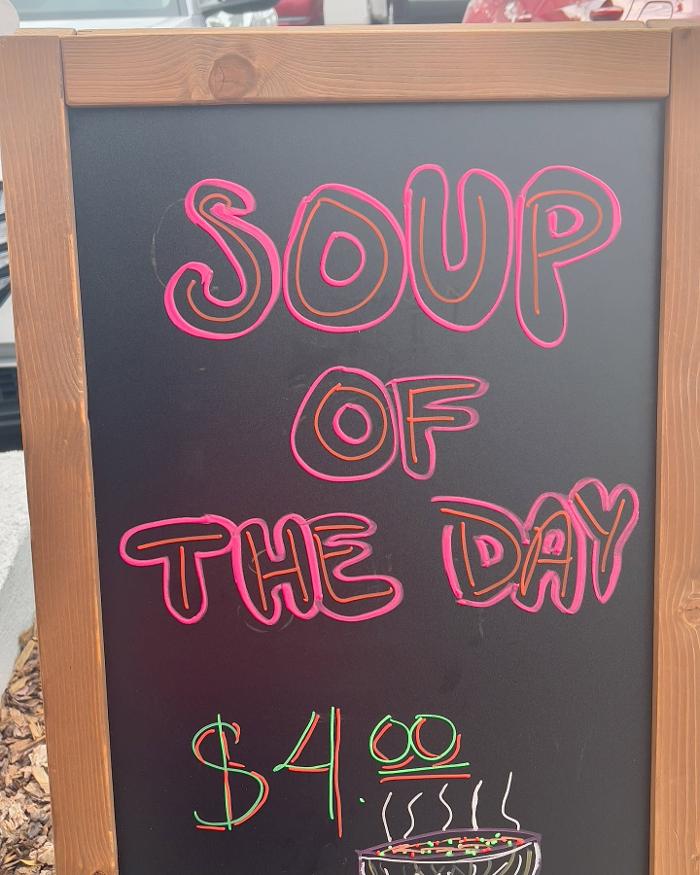 SOUP
OF
THE DAY
$4.00